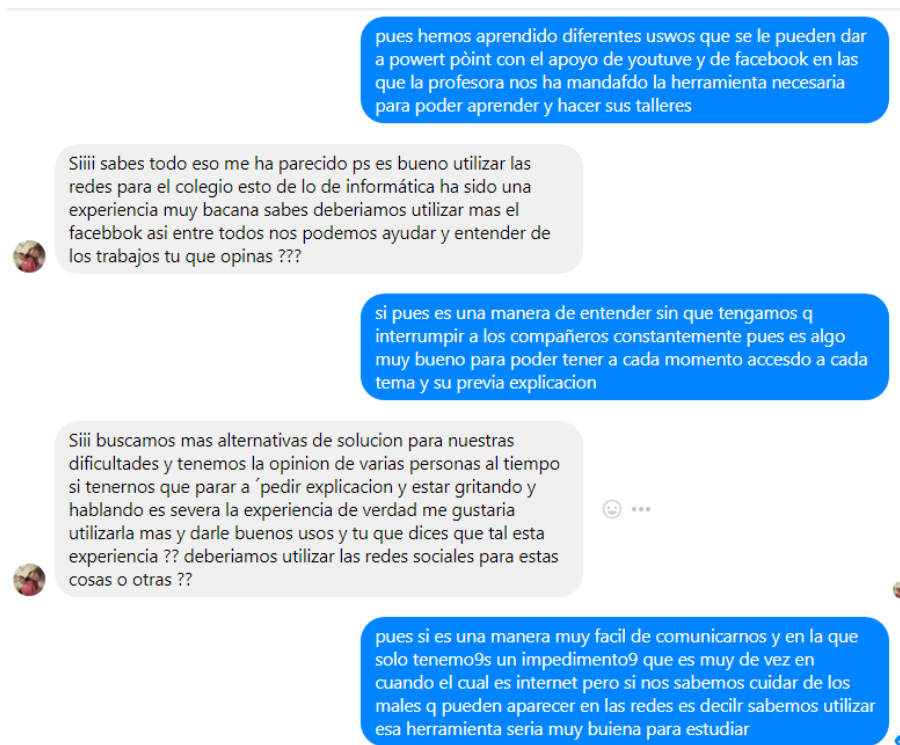 pues hemos aprendido diferentes uswos que se le pueden dar
a powert pòint con el apoyo de youtuve y de facebook en las
que la profesora nos ha mandafdo la herramienta necesaria
para poder aprender y hacer sus talleres
Siiii sabes todo eso me ha parecido ps es bueno utilizar las
redes para el colegio esto de lo de informática ha sido una
experiencia muy bacana sabes deberiamos utilizar mas el
facebbok asi entre todos nos podemos ayudar y entender de
los trabajos tu que opinas ???
si pues es una manera de entender sin que tengamos q
interrumpir a los compañeros constantemente pues es algo
muy bueno para poder tener a cada momento accesdo a cada
tema y su previa explicacion
Siii buscamos mas alternativas de solucion para nuestras
dificultades y tenemos la opinion de varias personas al tiempo
si tenernos que parar a ´pedir explicacion y estar gritando y
hablando es severa la experiencia de verdad me gustaria
utilizarla mas y darle buenos usos y tu que dices que tal esta
experiencia ?? deberiamos utilizar las redes sociales para estas
cosas o otras ??
pues si es una manera muy facil de comunicarnos y en la que
solo tenemo9s un impedimento9 que es muy de vez en
cuando el cual es internet pero si nos sabemos cuidar de los
males q pueden aparecer en las redes es decilr sabemos utilizar
esa herramienta seria muy buiena para estudiar